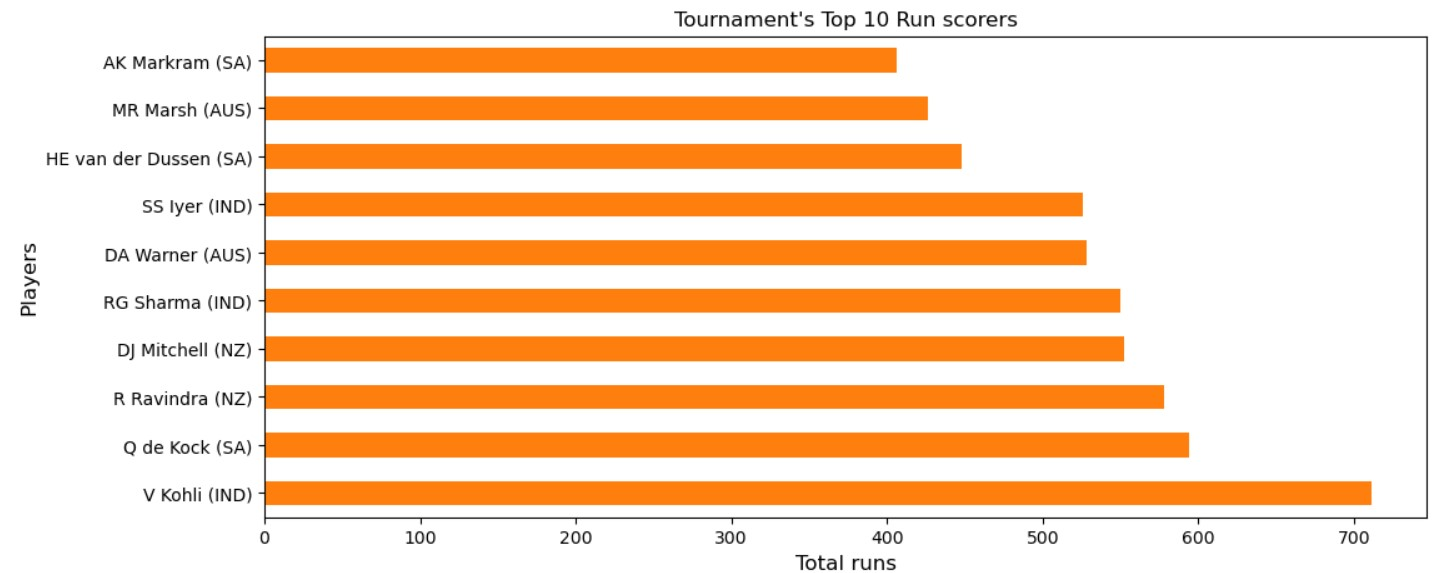 Tournament's Top 10 Run scorers
AK Markram (SA)
MR Marsh (AUS)
HE van der Dussen (SA)
SS Iyer (IND)
DA Warner (AUS)
RG Sharma (IND)
DJ Mitchell (NZ)
R Ravindra (NZ)
Q de Kock (SA)
V Kohli (IND)
Players
0 100 200 300 400 500 600 700
Total runs